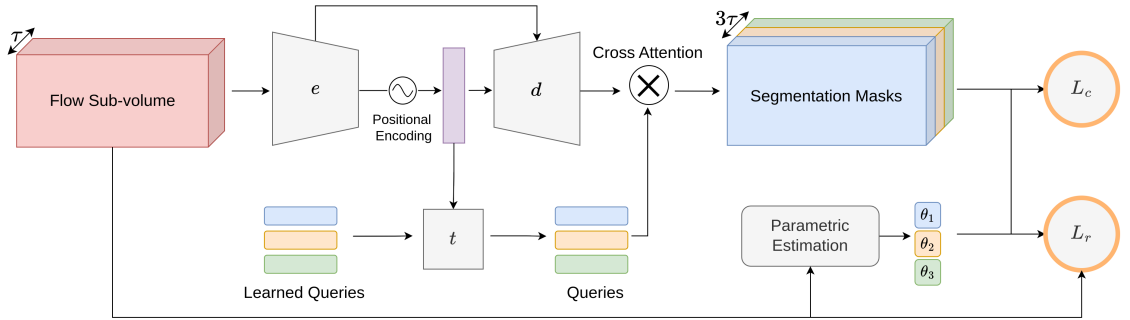 τ
Flow Sub-volume
e
Positional
Encoding
d
Cross Attention
3τ
Segmentation Masks
L_c
Learned Queries
t
Queries
Parametric
Estimation
θ_1
θ_2
θ_3
L_r